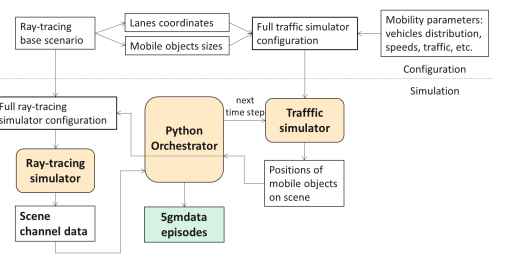 Ray-tracing
base scenario
Lanes coordinates
Mobile objects sizes
Full traffic simulator
configuration
Mobility parameters:
vehicles distribution,
speeds, traffic, etc.
Configuration
Simulation
Full ray-tracing
simulator configuration
Python
Orchestrator
next
time step
Trafffic
simulator
Ray-tracing
simulator
Positions of
mobile objects
on scene
Scene
channel data
5gmdata
episodes